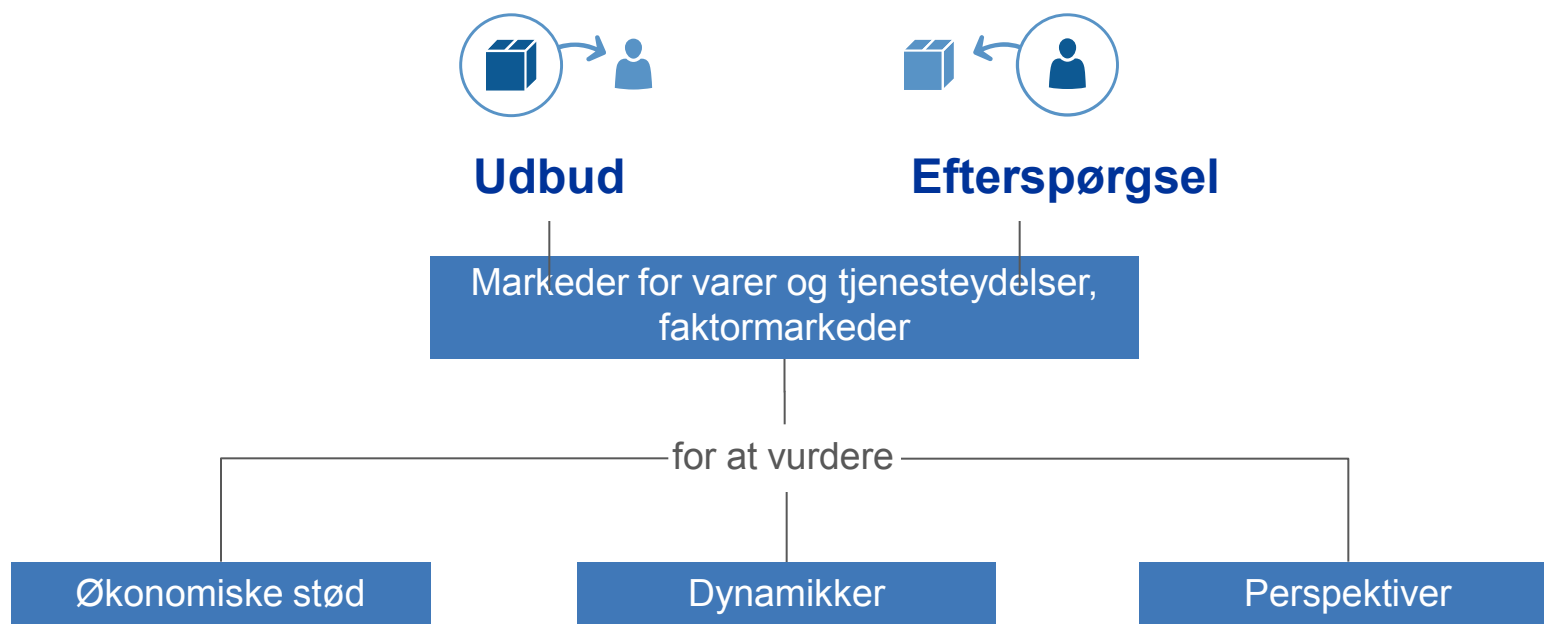 Udbud
Efterspørgsel
Markeder for varer og tjenesteydelser,
faktormarkeder
for at vurdere
Økonomiske stød
Dynamikker
Perspektiver